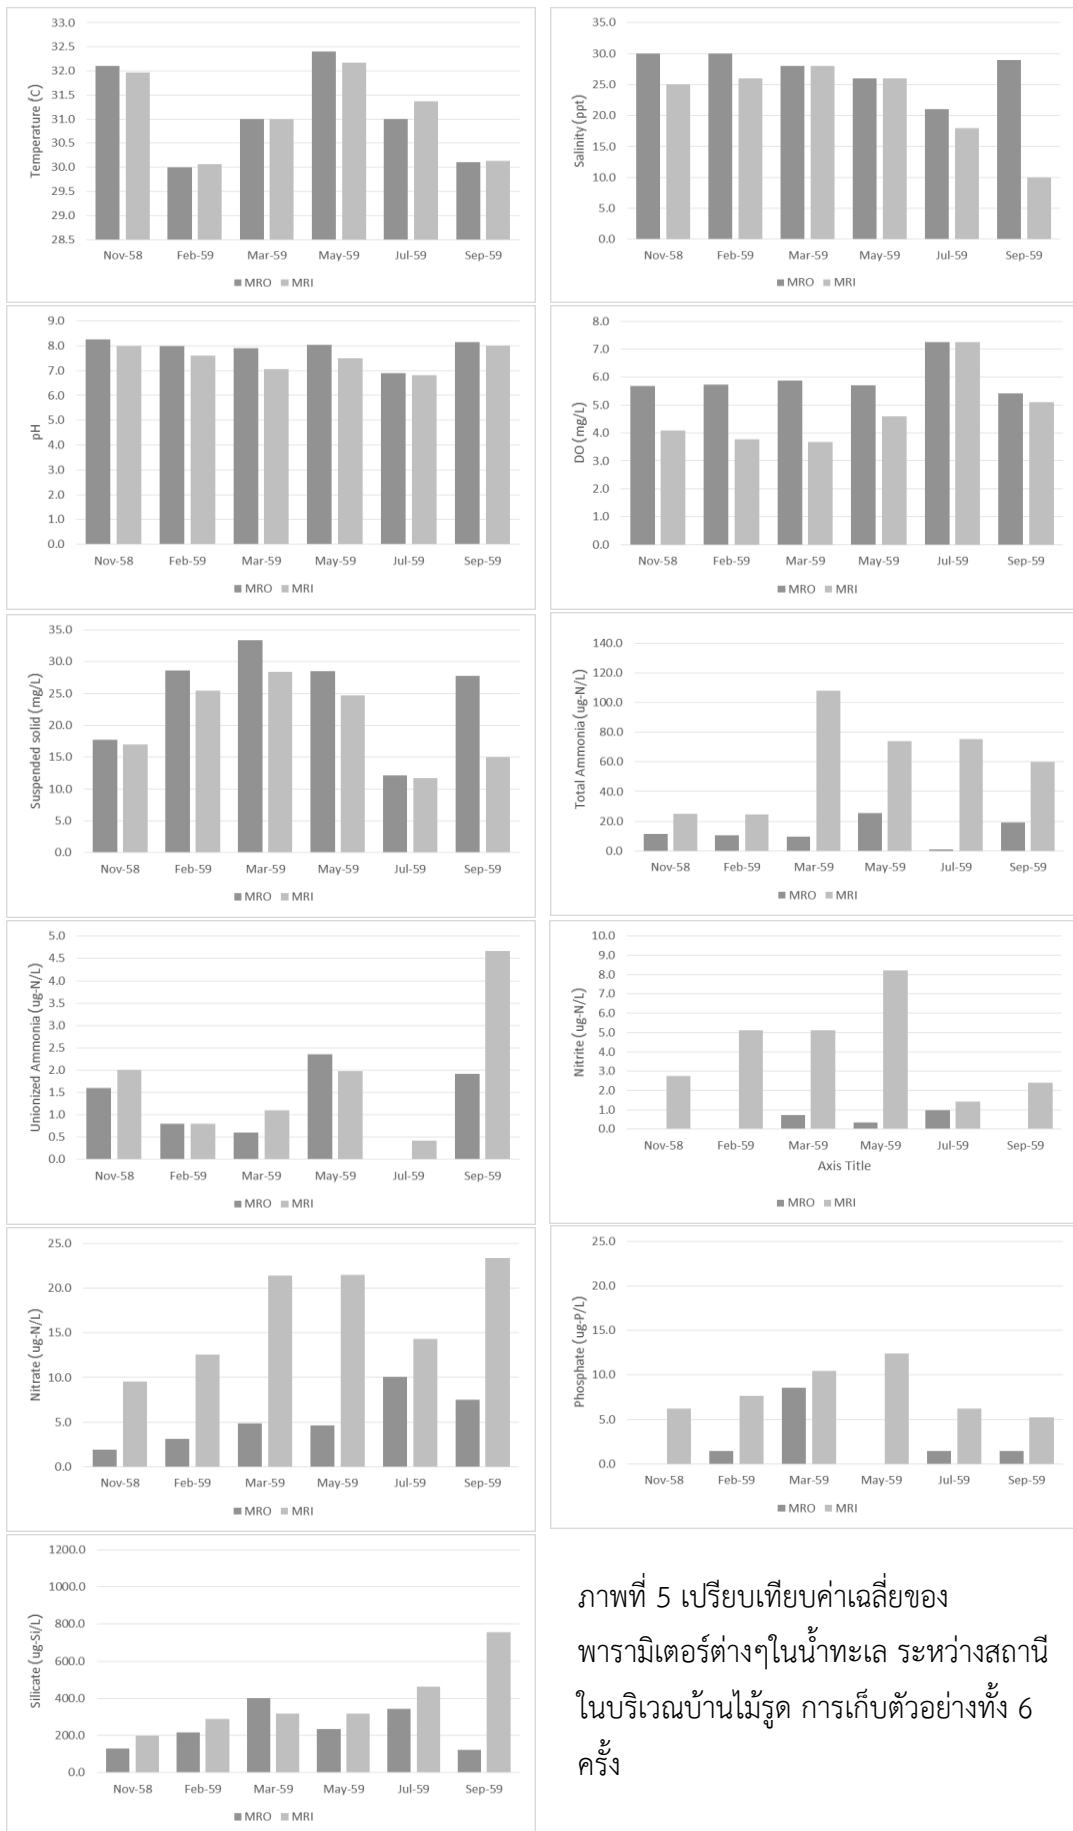 Temperature (C)
33.0
32.5
32.0
31.5
31.0
30.5
30.0
29.5
29.0
28.5
Nov-58 Feb-59 Mar-59 May-59 Jul-59 Sep-59
MRO MRI
Salinity (ppt)
35.0
30.0
25.0
20.0
15.0
10.0
5.0
0.0
Nov-58 Feb-59 Mar-59 May-59 Jul-59 Sep-59
MRO MRI
pH
9.0
8.0
7.0
6.0
5.0
4.0
3.0
2.0
1.0
0.0
Nov-58 Feb-59 Mar-59 May-59 Jul-59 Sep-59
MRO MRI
DO (mg/L)
8.0
7.0
6.0
5.0
4.0
3.0
2.0
1.0
0.0
Nov-58 Feb-59 Mar-59 May-59 Jul-59 Sep-59
MRO MRI
Suspended solid (mg/L)
35.0
30.0
25.0
20.0
15.0
10.0
5.0
0.0
Nov-58 Feb-59 Mar-59 May-59 Jul-59 Sep-59
MRO MRI
Total Ammonia (ug-N/L)
140.0
120.0
100.0
80.0
60.0
40.0
20.0
0.0
Nov-58 Feb-59 Mar-59 May-59 Jul-59 Sep-59
MRO MRI
Unionized Ammonia (ug-N/L)
5.0
4.5
4.0
3.5
3.0
2.5
2.0
1.5
1.0
0.5
0.0
Nov-58 Feb-59 Mar-59 May-59 Jul-59 Sep-59
MRO MRI
Nitrite (ug-N/L)
10.0
9.0
8.0
7.0
6.0
5.0
4.0
3.0
2.0
1.0
0.0
Nov-58 Feb-59 Mar-59 May-59 Jul-59 Sep-59
Axis Title
MRO MRI
Nitrate (ug-N/L)
25.0
20.0
15.0
10.0
5.0
0.0
Nov-58 Feb-59 Mar-59 May-59 Jul-59 Sep-59
MRO MRI
Phosphate (ug-P/L)
25.0
20.0
15.0
10.0
5.0
0.0
Nov-58 Feb-59 Mar-59 May-59 Jul-59 Sep-59
MRO MRI
Silicate (ug-Si/L)
1200.0
1000.0
800.0
600.0
400.0
200.0
0.0
Nov-58 Feb-59 Mar-59 May-59 Jul-59 Sep-59
MRO MRI
ภาพที่ 5 เปรียบเทียบค่าเฉลี่ยของ
พารามิเตอร์ต่างๆในน้ำทะเล ระหว่างสถานี
ในบริเวณบ้านไม้รูด การเก็บตัวอย่างทั้ง 6
ครั้ง